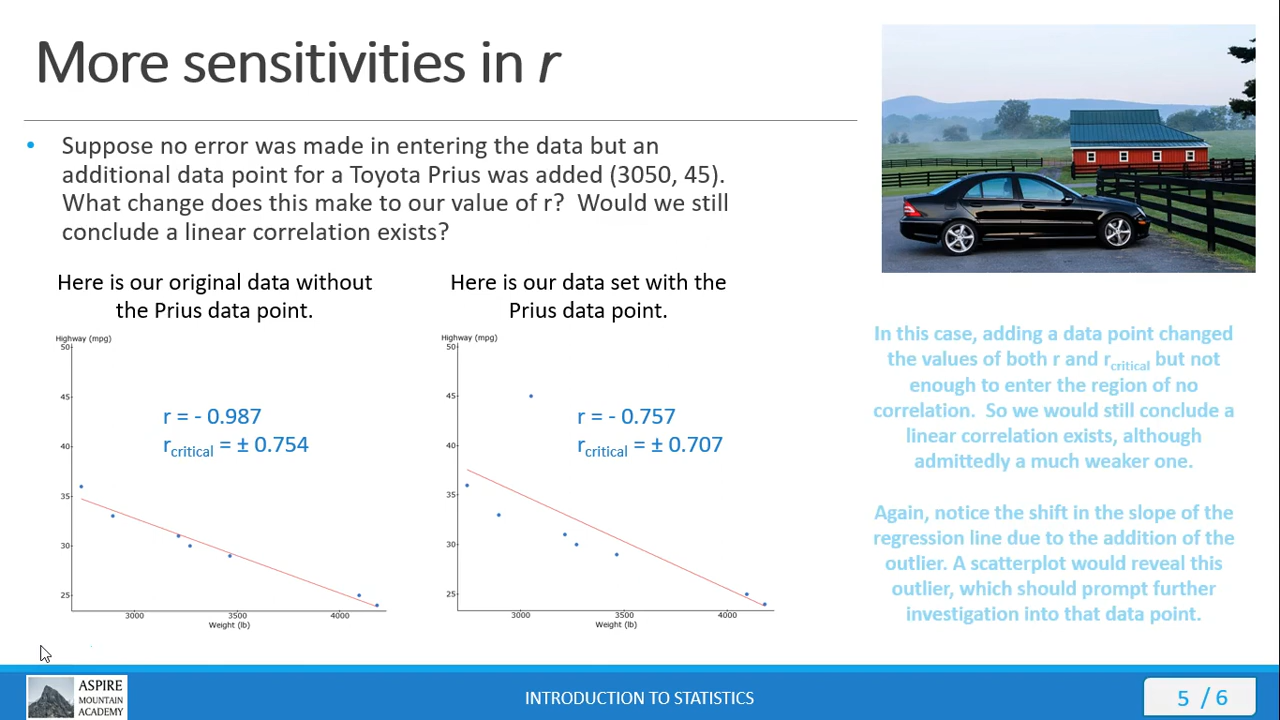 More sensitivities in r
• Suppose no error was made in entering the data but an
additional data point for a Toyota Prius was added (3050, 45).
What change does this make to our value of r? Would we still
conclude a linear correlation exists?
Here is our original data without
the Prius data point.
Highway (mpg)
50
45
40
35
30
25
3000 3500 4000
Weight (lb)
r = - 0.987
rcritical = ± 0.754
Here is our data set with the
Prius data point.
Highway (mpg)
50
45
40
35
30
25
3000 3500 4000
Weight (lb)
r = - 0.757
rcritical = ± 0.707
In this case, adding a data point changed
the values of both r and rcritical but not
enough to enter the region of no
correlation. So we would still conclude a
linear correlation exists, although
admittedly a much weaker one.
Again, notice the shift in the slope of the
regression line due to the addition of the
outlier. A scatterplot would reveal this
outlier, which should prompt further
investigation into that data point.
ASPIRE
MOUNTAIN
ACADEMY
INTRODUCTION TO STATISTICS
5 / 6